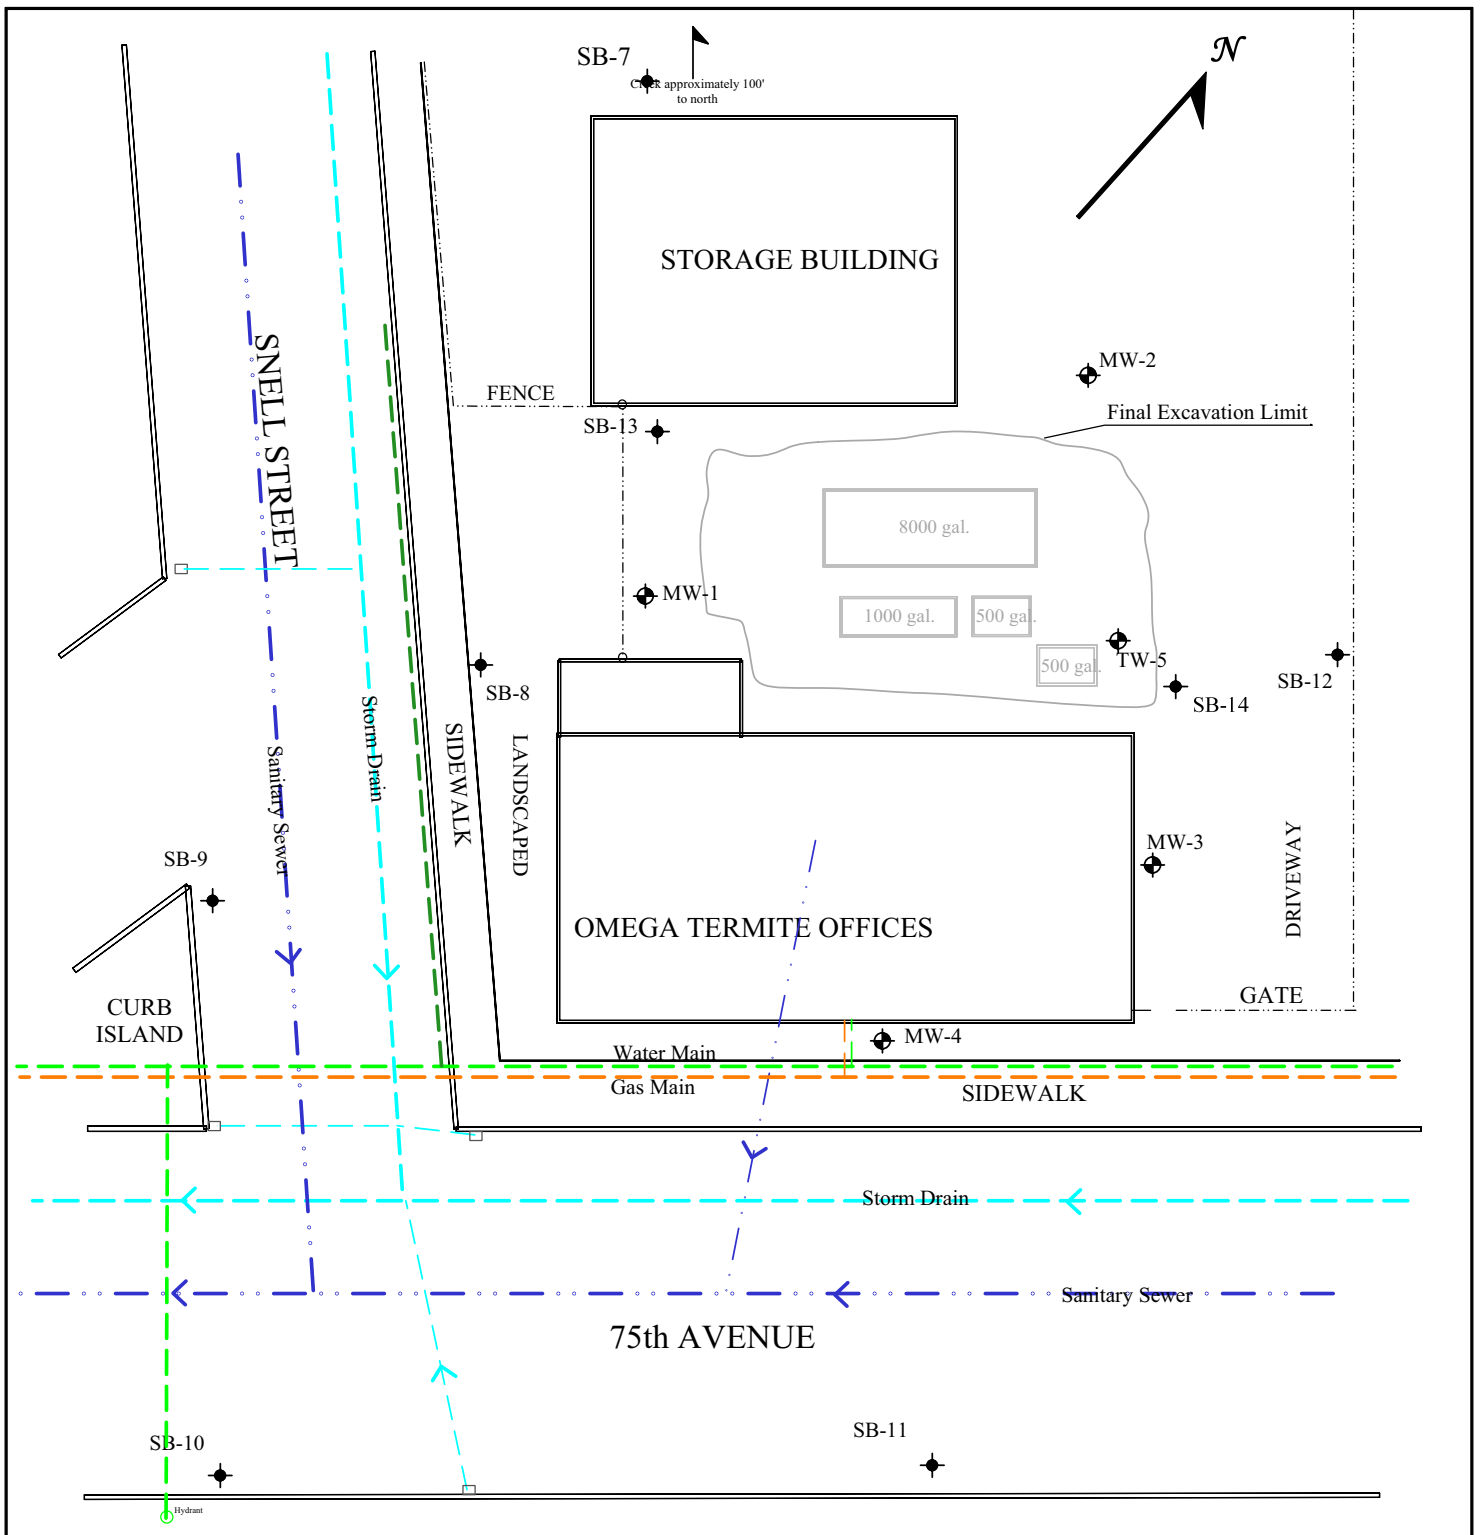 N
SB-7
Creek approximately 100'
to north
STORAGE BUILDING
MW-2
FENCE
Final Excavation Limit
SB-13
SNELL STREET
8000 gal.
MW-1
1000 gal.
500 gal.
500 gal.
TW-5
SB-12
SB-8
SB-14
Storm Drain
SIDEWALK
LANDSCAPED
Sanitary Sewer
SB-9
MW-3
DRIVEWAY
OMEGA TERMITE OFFICES
CURB
ISLAND
GATE
MW-4
Water Main
Gas Main
SIDEWALK
Storm Drain
Sanitary Sewer
75th AVENUE
SB-10
SB-11
Hydrant